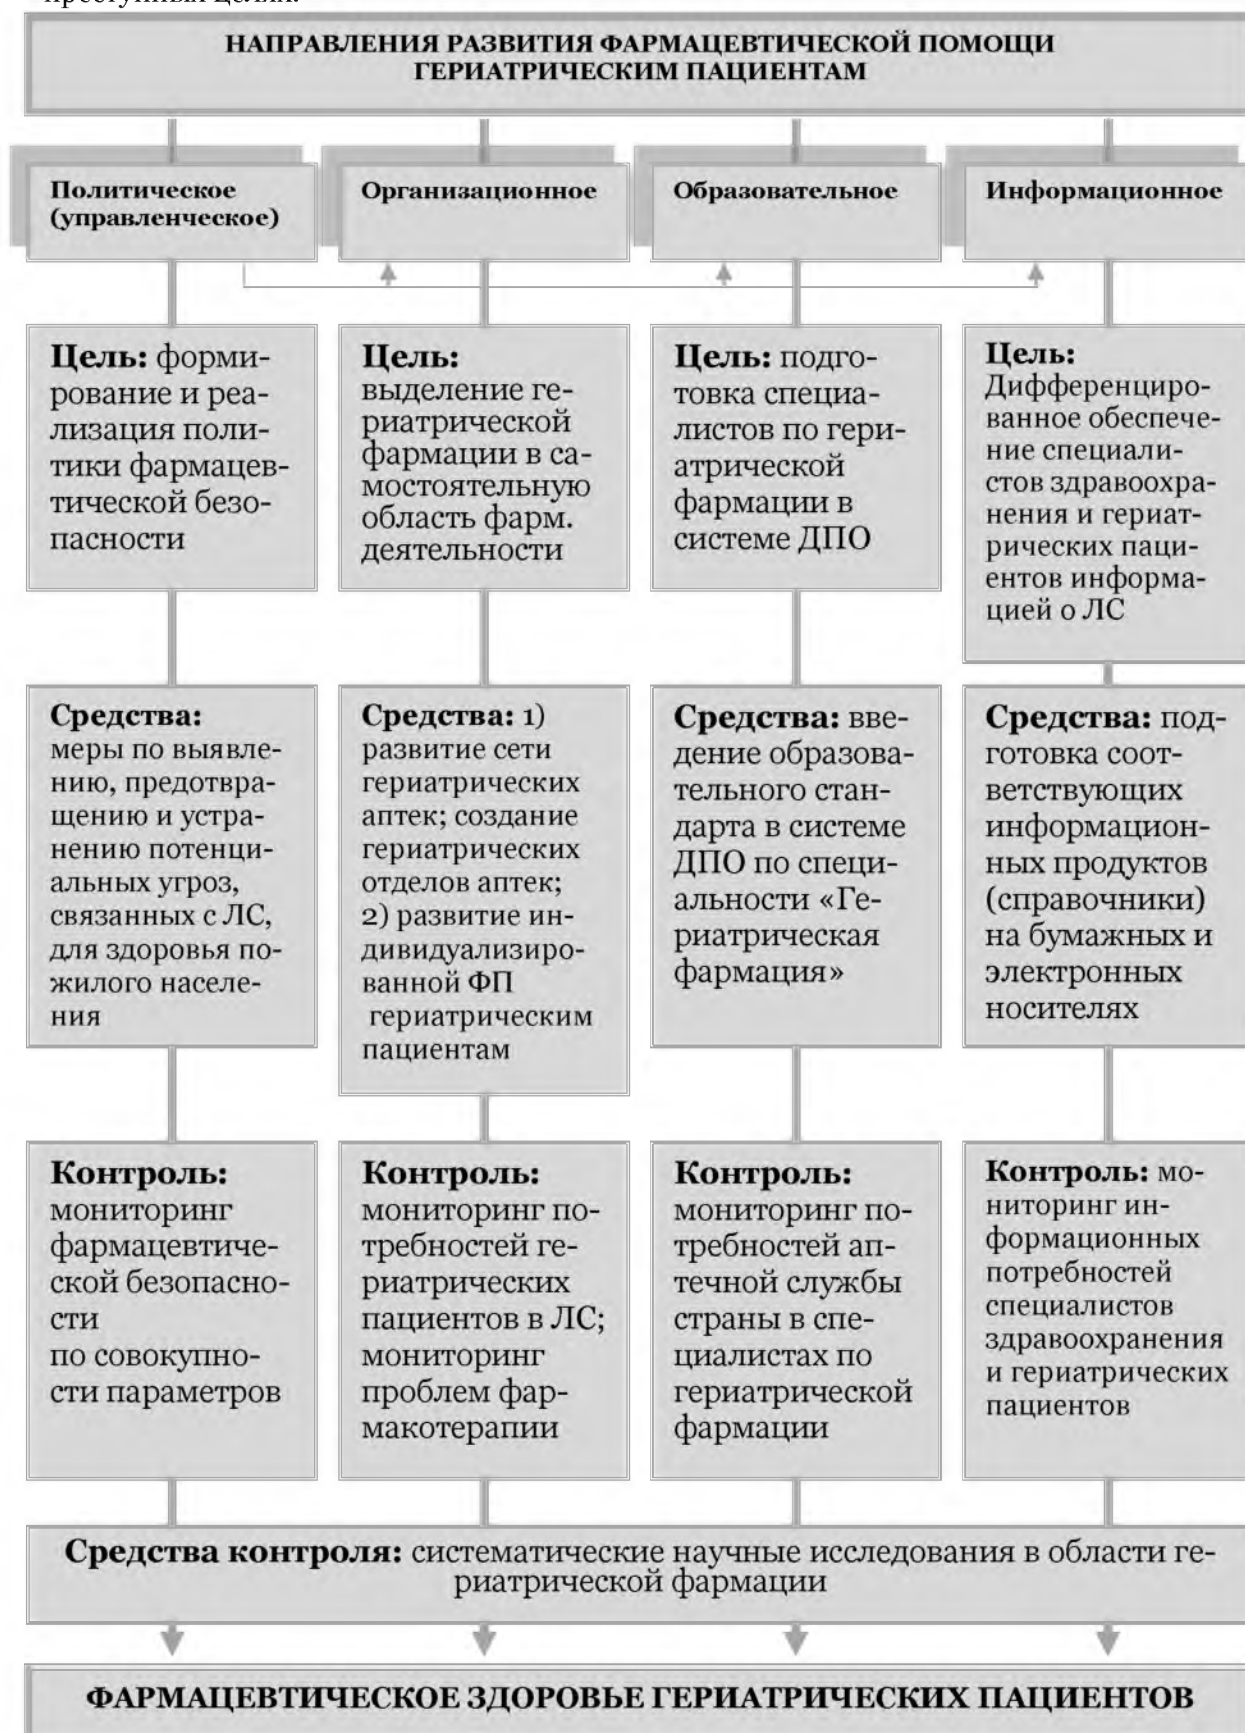 преступных целях.
НАПРАВЛЕНИЯ РАЗВИТИЯ ФАРМАЦЕВТИЧЕСКОЙ ПОМОЩИ
ГЕРИАТРИЧЕСКИМ ПАЦИЕНТАМ
Политическое
(управленческое)
Организационное
Образовательное
Информационное
Цель: форми-
рование и реа-
лизация поли-
тики фармацев-
тической безо-
пасности
Цель:
выделение ге-
риатрической
фармации в са-
мостоятельную
область фарм.
деятельности
Цель: подго-
товка специа-
листов по гери-
атрической
фармации в
системе ДПО
Цель:
Дифференциро-
ванное обеспече-
ние специали-
стов здравоохра-
нения и гериат-
рических паци-
ентов информа-
цией о ЛС
Средства:
меры по выявле-
нию, предотвра-
щению и устра-
нению потенци-
альных угроз,
связанных с ЛС,
для здоровья по-
жилого населе-
ния
Средства: 1)
развитие сети
гериатрических
аптек; создание
гериатрических
отделов аптек;
2) развитие ин-
дивидуализиро-
ванной ФП
гериатрическим
пациентам
Средства: вве-
дение образова-
тельного стан-
дарта в системе
ДПО по специ-
альности «Ге-
риатрическая
фармация»
Средства: под-
готовка соот-
ветствующих
информацион-
ных продуктов
(справочники)
на бумажных и
электронных
носителях
Контроль:
мониторинг
фармацевтиче-
ской безопасно-
сти
по совокупно-
сти параметров
Контроль:
мониторинг по-
требностей ге-
риатрических
пациентов в ЛС;
мониторинг
проблем фар-
макотерапии
Контроль:
мониторинг по-
требностей ап-
течной службы
страны в спе-
циалистах по
гериатрической
фармации
Контроль: мо-
ниторинг ин-
формационных
потребностей
специалистов
здравоохранения
и гериатрических
пациентов
Средства контроля: систематические научные исследования в области ге-
риатрической фармации
ФАРМАЦЕВТИЧЕСКОЕ ЗДОРОВЬЕ ГЕРИАТРИЧЕСКИХ ПАЦИЕНТОВ